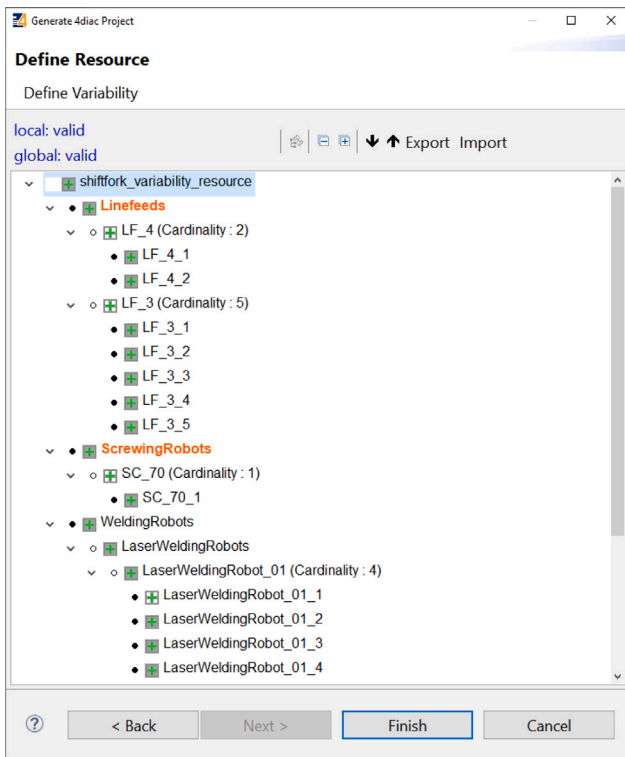 Generate 4diac Project
Define Resource
Define Variability
local: valid
global: valid
Export Import
shiftfork_variability_resource
Linefeeds
LF_4 (Cardinality : 2)
LF_4_1
LF_4_2
LF_3 (Cardinality : 5)
LF_3_1
LF_3_2
LF_3_3
LF_3_4
LF_3_5
ScrewingRobots
SC_70 (Cardinality : 1)
SC_70_1
WeldingRobots
LaserWeldingRobots
LaserWeldingRobot_01 (Cardinality : 4)
LaserWeldingRobot_01_1
LaserWeldingRobot_01_2
LaserWeldingRobot_01_3
LaserWeldingRobot_01_4
? < Back Next > Finish Cancel